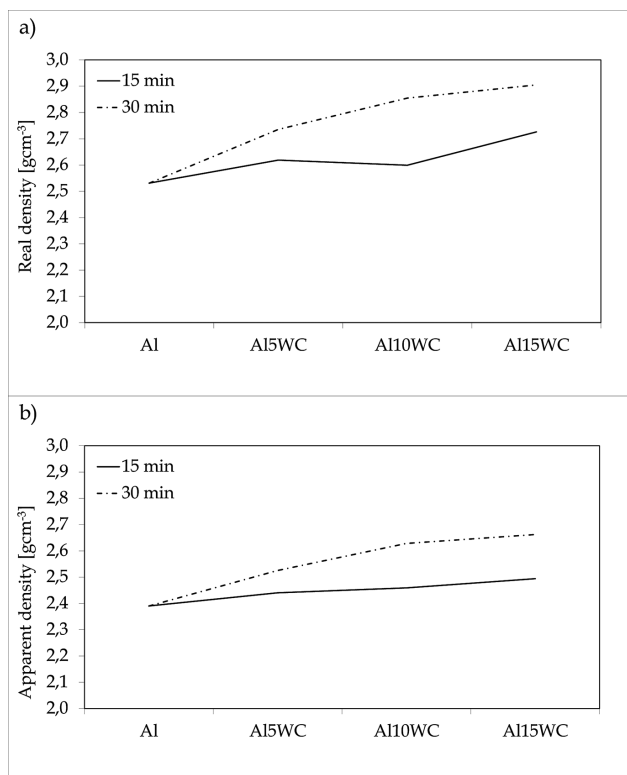 a)
Real density [gcm-3]
3,0
2,9
2,8
2,7
2,6
2,5
2,4
2,3
2,2
2,1
2,0
15 min
30 min
Al
Al5WC
Al10WC
Al15WC
b)
Apparent density [gcm-3]
3,0
2,9
2,8
2,7
2,6
2,5
2,4
2,3
2,2
2,1
2,0
15 min
30 min
Al
Al5WC
Al10WC
Al15WC